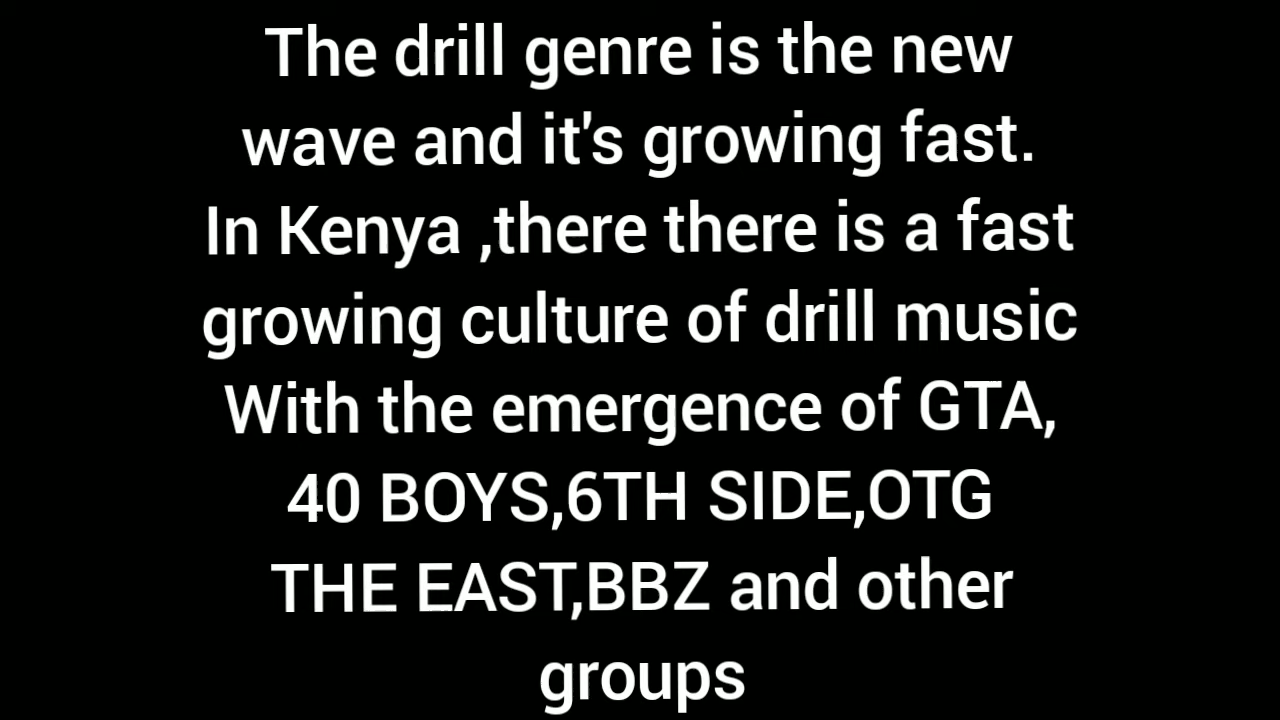 The drill genre is the new
wave and it's growing fast.
In Kenya ,there there is a fast
growing culture of drill music
With the emergence of GTA,
40 BOYS,6TH SIDE,OTG
THE EAST,BBZ and other
groups